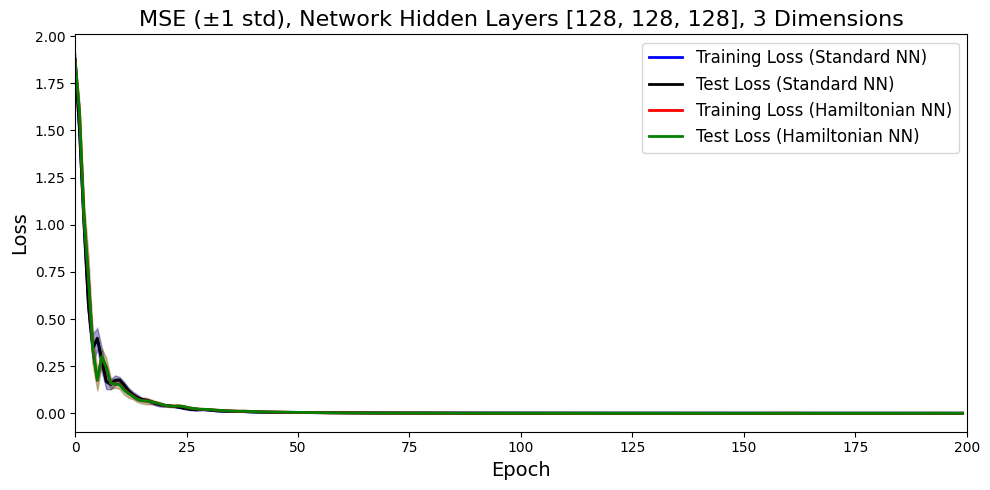 MSE (±1 std), Network Hidden Layers [128, 128, 128], 3 Dimensions
Training Loss (Standard NN)
Test Loss (Standard NN)
Training Loss (Hamiltonian NN)
Test Loss (Hamiltonian NN)
Loss
2.00
1.75
1.50
1.25
1.00
0.75
0.50
0.25
0.00
0 25 50 75 100 125 150 175 200
Epoch